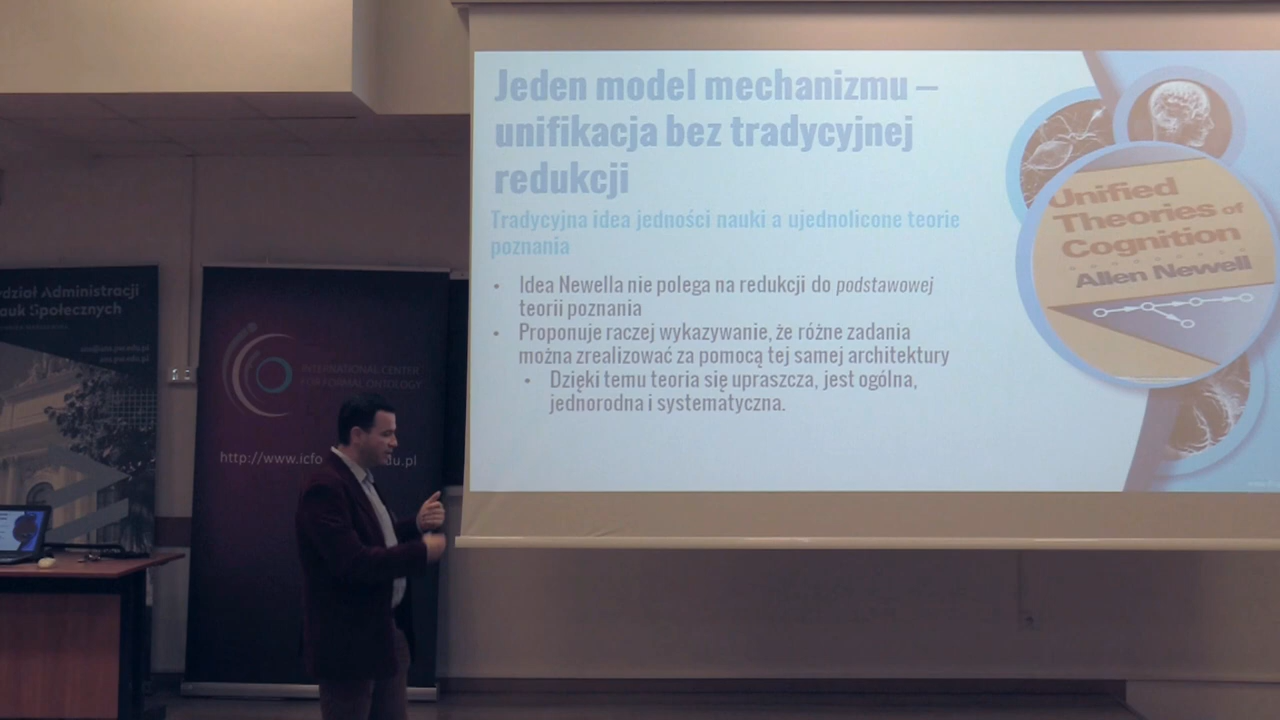 Jeden model mechanizmu –
unifikacja bez tradycyjnej
redukcji
Tradycyjna idea jedności nauki a ujednolicone teorie
poznania
• Idea Newella nie polega na redukcji do podstawowej
teorii poznania
• Proponuje raczej wykazywanie, że różne zadania
można zrealizować za pomocą tej samej architektury
• Dzięki temu teoria się upraszcza, jest ogólna,
jednorodna i systematyczna.
Unified
Theories of
Cognition
Allen Newell
dział Administracji
auk Społecznych
INTERNATIONAL CENTER
FOR FORMAL ONTOLOGY
http://www.icfo
du.pl